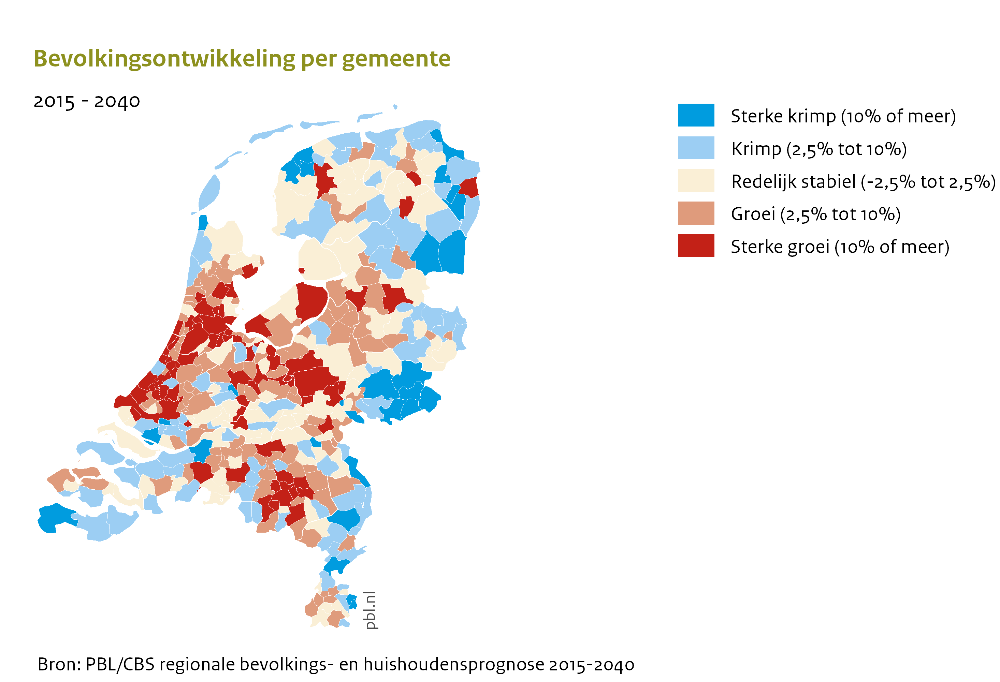 Bevolkingsontwikkeling per gemeente
2015 - 2040
Sterke krimp (10% of meer)
Krimp (2,5% tot 10%)
Redelijk stabiel (-2,5% tot 2,5%)
Groei (2,5% tot 10%)
Sterke groei (10% of meer)
pbl.nl
Bron: PBL/CBS regionale bevolkings- en huishoudensprognose 2015-2040